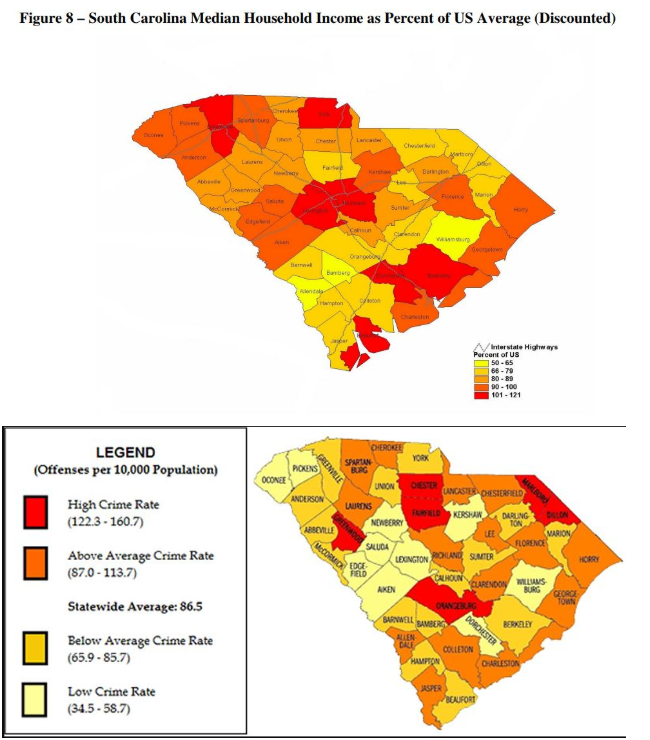 Figure 8 – South Carolina Median Household Income as Percent of US Average (Discounted)
Cherokee
Spartanburg
Pickens
Oconee
Anderson
Union
Chester
Lancaster
Chesterfield
Marlboro
Dillon
Laurens
Fairfield
Kershaw
Darlington
Abbeville
Greenwood
Newberry
Lee
Florence
Marion
McCormick
Saluda
Sumter
Horry
Edgefield
Calhoun
Clarendon
Williamsburg
Aiken
Orangeburg
Georgetown
Barnwell
Bamberg
Allendale
Hampton
Colleton
Charleston
Jasper
Interstate Highways
Percent of US
50 - 65
66 - 79
80 - 89
90 - 100
101 - 121
LEGEND
(Offenses per 10,000 Population)
High Crime Rate
(122.3 - 160.7)
Above Average Crime Rate
(87.0 - 113.7)
Statewide Average: 86.5
Below Average Crime Rate
(65.9 - 85.7)
Low Crime Rate
(34.5 - 58.7)
CHEROKEE
YORK
SPARTAN-
BURG
GREENVILLE
PICKENS
OCONEE
UNION
CHESTER
LANCASTER
CHESTERFIELD
MARLBORO
DILLON
ANDERSON
LAURENS
FAIRFIELD
KERSHAW
DARLING-
TON
ABBEVILLE
GREENWOOD
NEWBERRY
LEE
MARION
FLORENCE
McCORMICK
SALUDA
LEXINGTON
RICHLAND
SUMTER
HORRY
EDGE-
FIELD
AIKEN
CALHOUN
CLARENDON
WILLIAMS-
BURG
GEORGE-
TOWN
ORANGEBURG
BARNWELL
BAMBERG
DORCHESTER
BERKELEY
ALLEN-
DALE
COLLETON
HAMPTON
CHARLESTON
JASPER
BEAUFORT